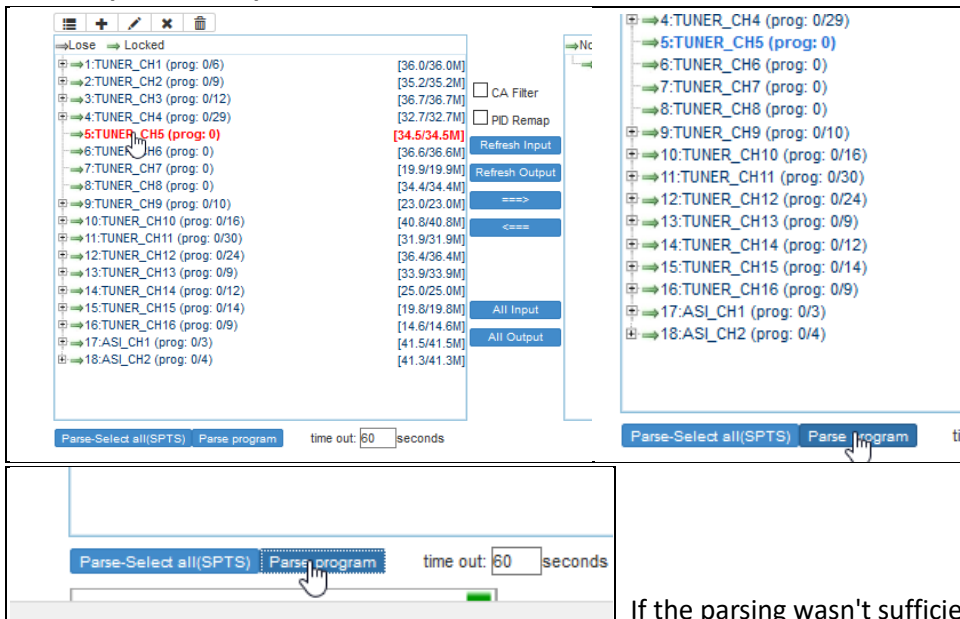 Lose Locked
1:TUNER_CH1 (prog: 0/6) [36.0/36.0M]
2:TUNER_CH2 (prog: 0/9) [35.2/35.2M]
3:TUNER_CH3 (prog: 0/12) [36.7/36.7M]
4:TUNER_CH4 (prog: 0/29) [32.7/32.7M]
5:TUNER_CH5 (prog: 0) [34.5/34.5M]
6:TUNER_CH6 (prog: 0) [36.6/36.6M]
7:TUNER_CH7 (prog: 0) [19.9/19.9M]
8:TUNER_CH8 (prog: 0) [34.4/34.4M]
9:TUNER_CH9 (prog: 0/10) [23.0/23.0M]
10:TUNER_CH10 (prog: 0/16) [40.8/40.8M]
11:TUNER_CH11 (prog: 0/30) [31.9/31.9M]
12:TUNER_CH12 (prog: 0/24) [36.4/36.4M]
13:TUNER_CH13 (prog: 0/9) [33.9/33.9M]
14:TUNER_CH14 (prog: 0/12) [25.0/25.0M]
15:TUNER_CH15 (prog: 0/14) [19.8/19.8M]
16:TUNER_CH16 (prog: 0/9) [14.6/14.6M]
17:ASI_CH1 (prog: 0/3) [41.5/41.5M]
18:ASI_CH2 (prog: 0/4) [41.3/41.3M]
CA Filter
PID Remap
Refresh Input
Refresh Output
===>
<===
All Input
All Output
Parse-Select all(SPTS) Parse program time out: 60 seconds
4:TUNER_CH4 (prog: 0/29)
5:TUNER_CH5 (prog: 0)
6:TUNER_CH6 (prog: 0)
7:TUNER_CH7 (prog: 0)
8:TUNER_CH8 (prog: 0)
9:TUNER_CH9 (prog: 0/10)
10:TUNER_CH10 (prog: 0/16)
11:TUNER_CH11 (prog: 0/30)
12:TUNER_CH12 (prog: 0/24)
13:TUNER_CH13 (prog: 0/9)
14:TUNER_CH14 (prog: 0/12)
15:TUNER_CH15 (prog: 0/14)
16:TUNER_CH16 (prog: 0/9)
17:ASI_CH1 (prog: 0/3)
18:ASI_CH2 (prog: 0/4)
Parse-Select all(SPTS) Parse program
Parse-Select all(SPTS) Parse program time out: 60 seconds
If the parsing wasn't